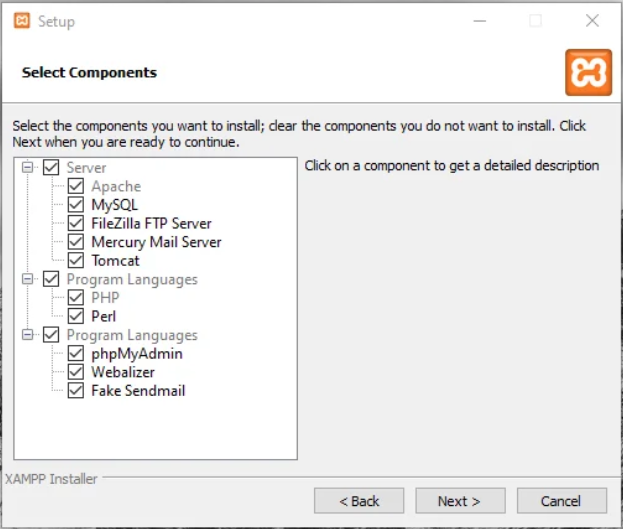 Setup
Select Components
Select the components you want to install; clear the components you do not want to install. Click
Next when you are ready to continue.
Server
Apache
MySQL
FileZilla FTP Server
Mercury Mail Server
Tomcat
Program Languages
PHP
Perl
Program Languages
phpMyAdmin
Webalizer
Fake Sendmail
Click on a component to get a detailed description
XAMPP Installer
< Back
Next >
Cancel